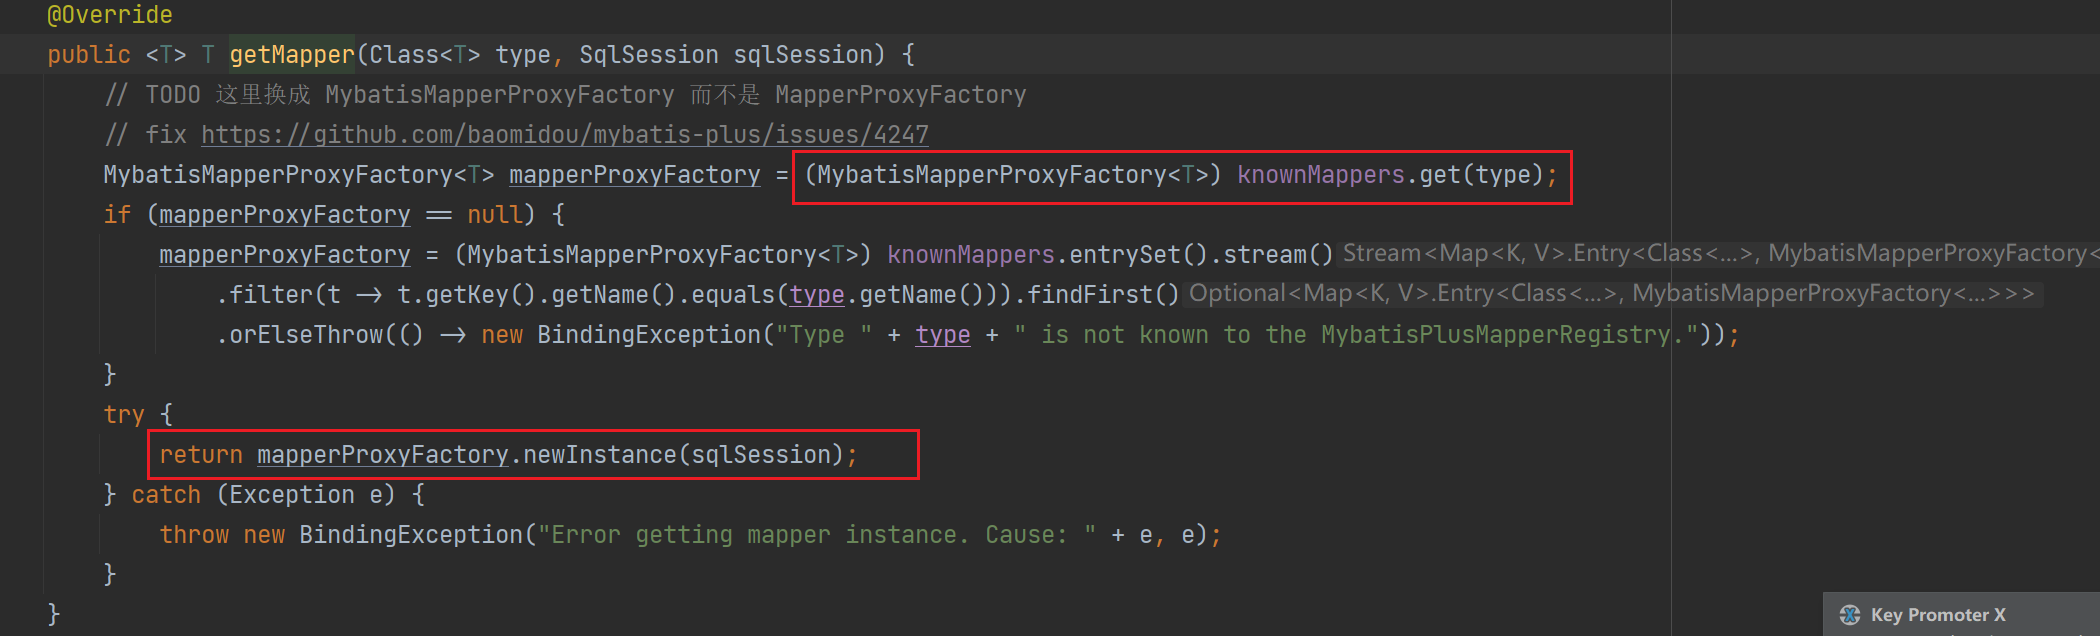 @Override
public <T> T getMapper(Class<T> type, SqlSession sqlSession) {
// TODO 这里换成 MybatisMapperProxyFactory 而不是 MapperProxyFactory
// fix https://github.com/baomidou/mybatis-plus/issues/4247
MybatisMapperProxyFactory<T> mapperProxyFactory = (MybatisMapperProxyFactory<T>) knownMappers.get(type);
if (mapperProxyFactory == null) {
mapperProxyFactory = (MybatisMapperProxyFactory<T>) knownMappers.entrySet().stream() Stream<Map<K, V>.Entry<Class<...>, MybatisMapperProxyFactory<
.filter(t -> t.getKey().getName().equals(type.getName())).findFirst() Optional<Map<K, V>.Entry<Class<...>, MybatisMapperProxyFactory<...>>>
.orElseThrow(() -> new BindingException("Type " + type + " is not known to the MybatisPlusMapperRegistry."));
}
try {
return mapperProxyFactory.newInstance(sqlSession);
} catch (Exception e) {
throw new BindingException("Error getting mapper instance. Cause: " + e, e);
}
}
Key Promoter X